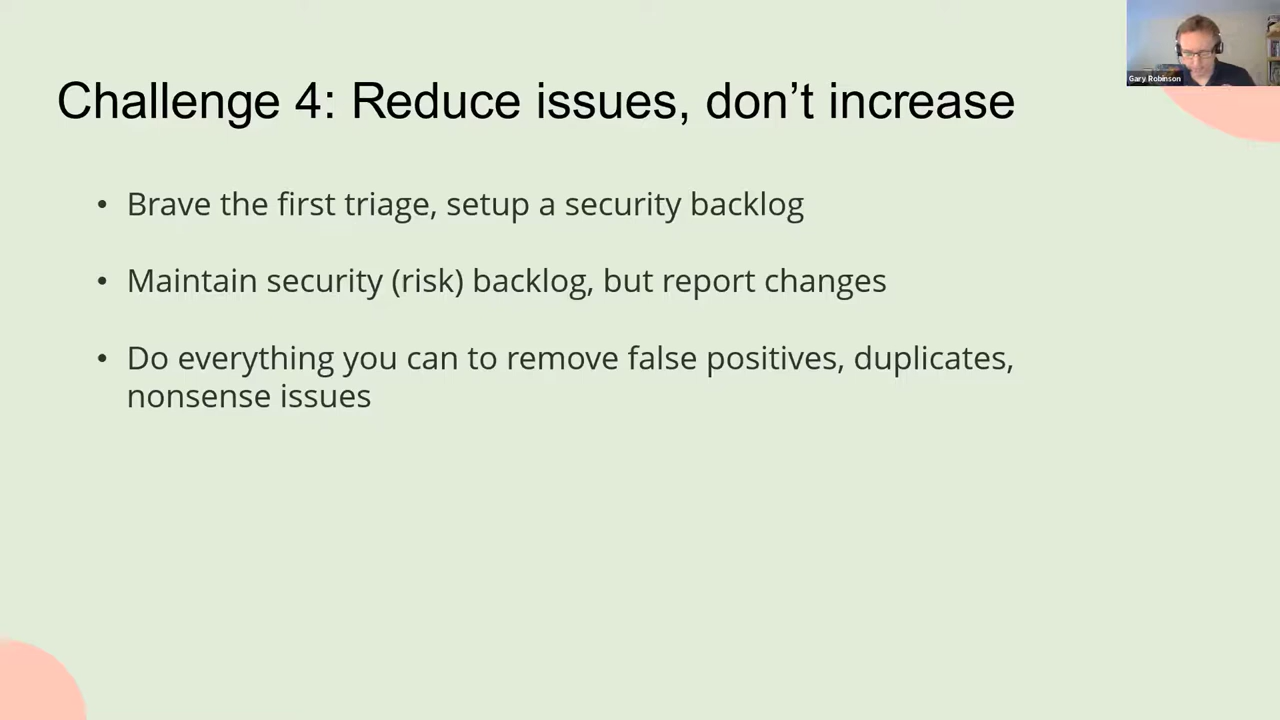 Gary Robinson
Challenge 4: Reduce issues, don’t increase
• Brave the first triage, setup a security backlog
• Maintain security (risk) backlog, but report changes
• Do everything you can to remove false positives, duplicates,
nonsense issues